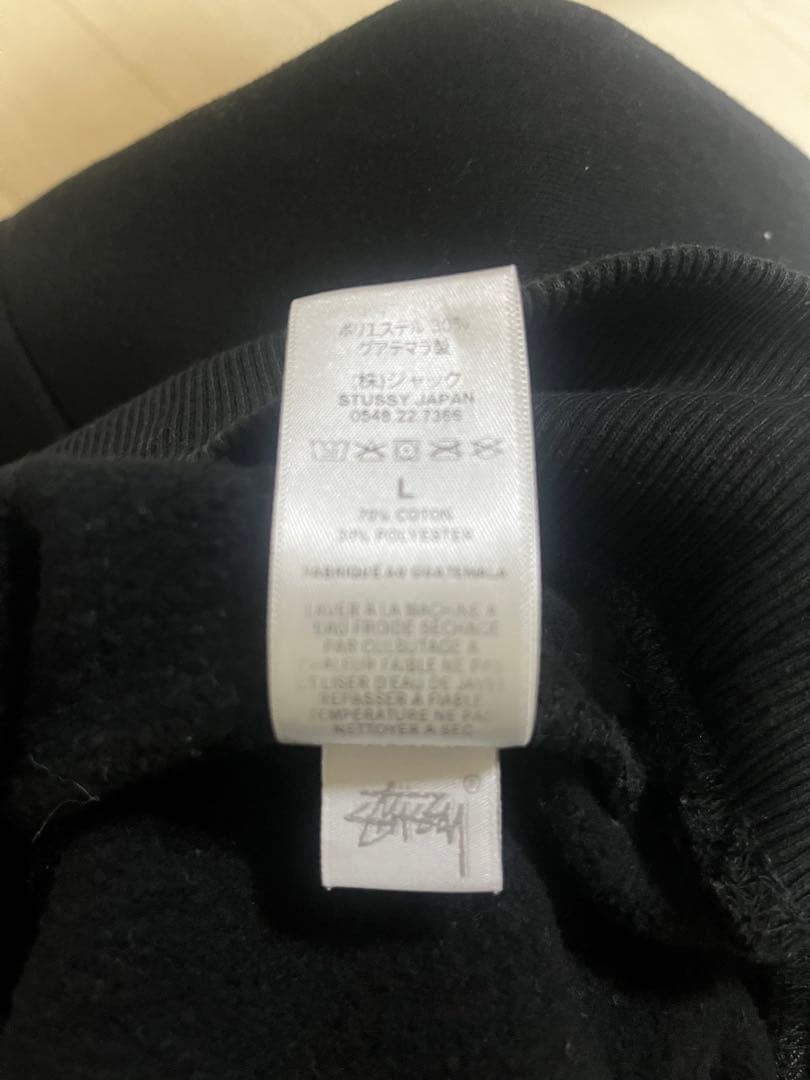 ポリエステル 30%
グアテマラ製
(株)ジャック
STUSSY JAPAN
0548 22 7366
L
70% COTON
30% POLYESTER
FABRIQUÉ AU GUATEMALA
LAVER À LA MACHINE À
L'EAU FROIDE SÉCHAGE
PAR CULBUTAGE À
CHALEUR FAIBLE NE PAS
UTILISER D'EAU DE JAVEL
REPASSER À FAIBLE
TEMPÉRATURE NE PAS
NETTOYER À SEC
Stüssy ®